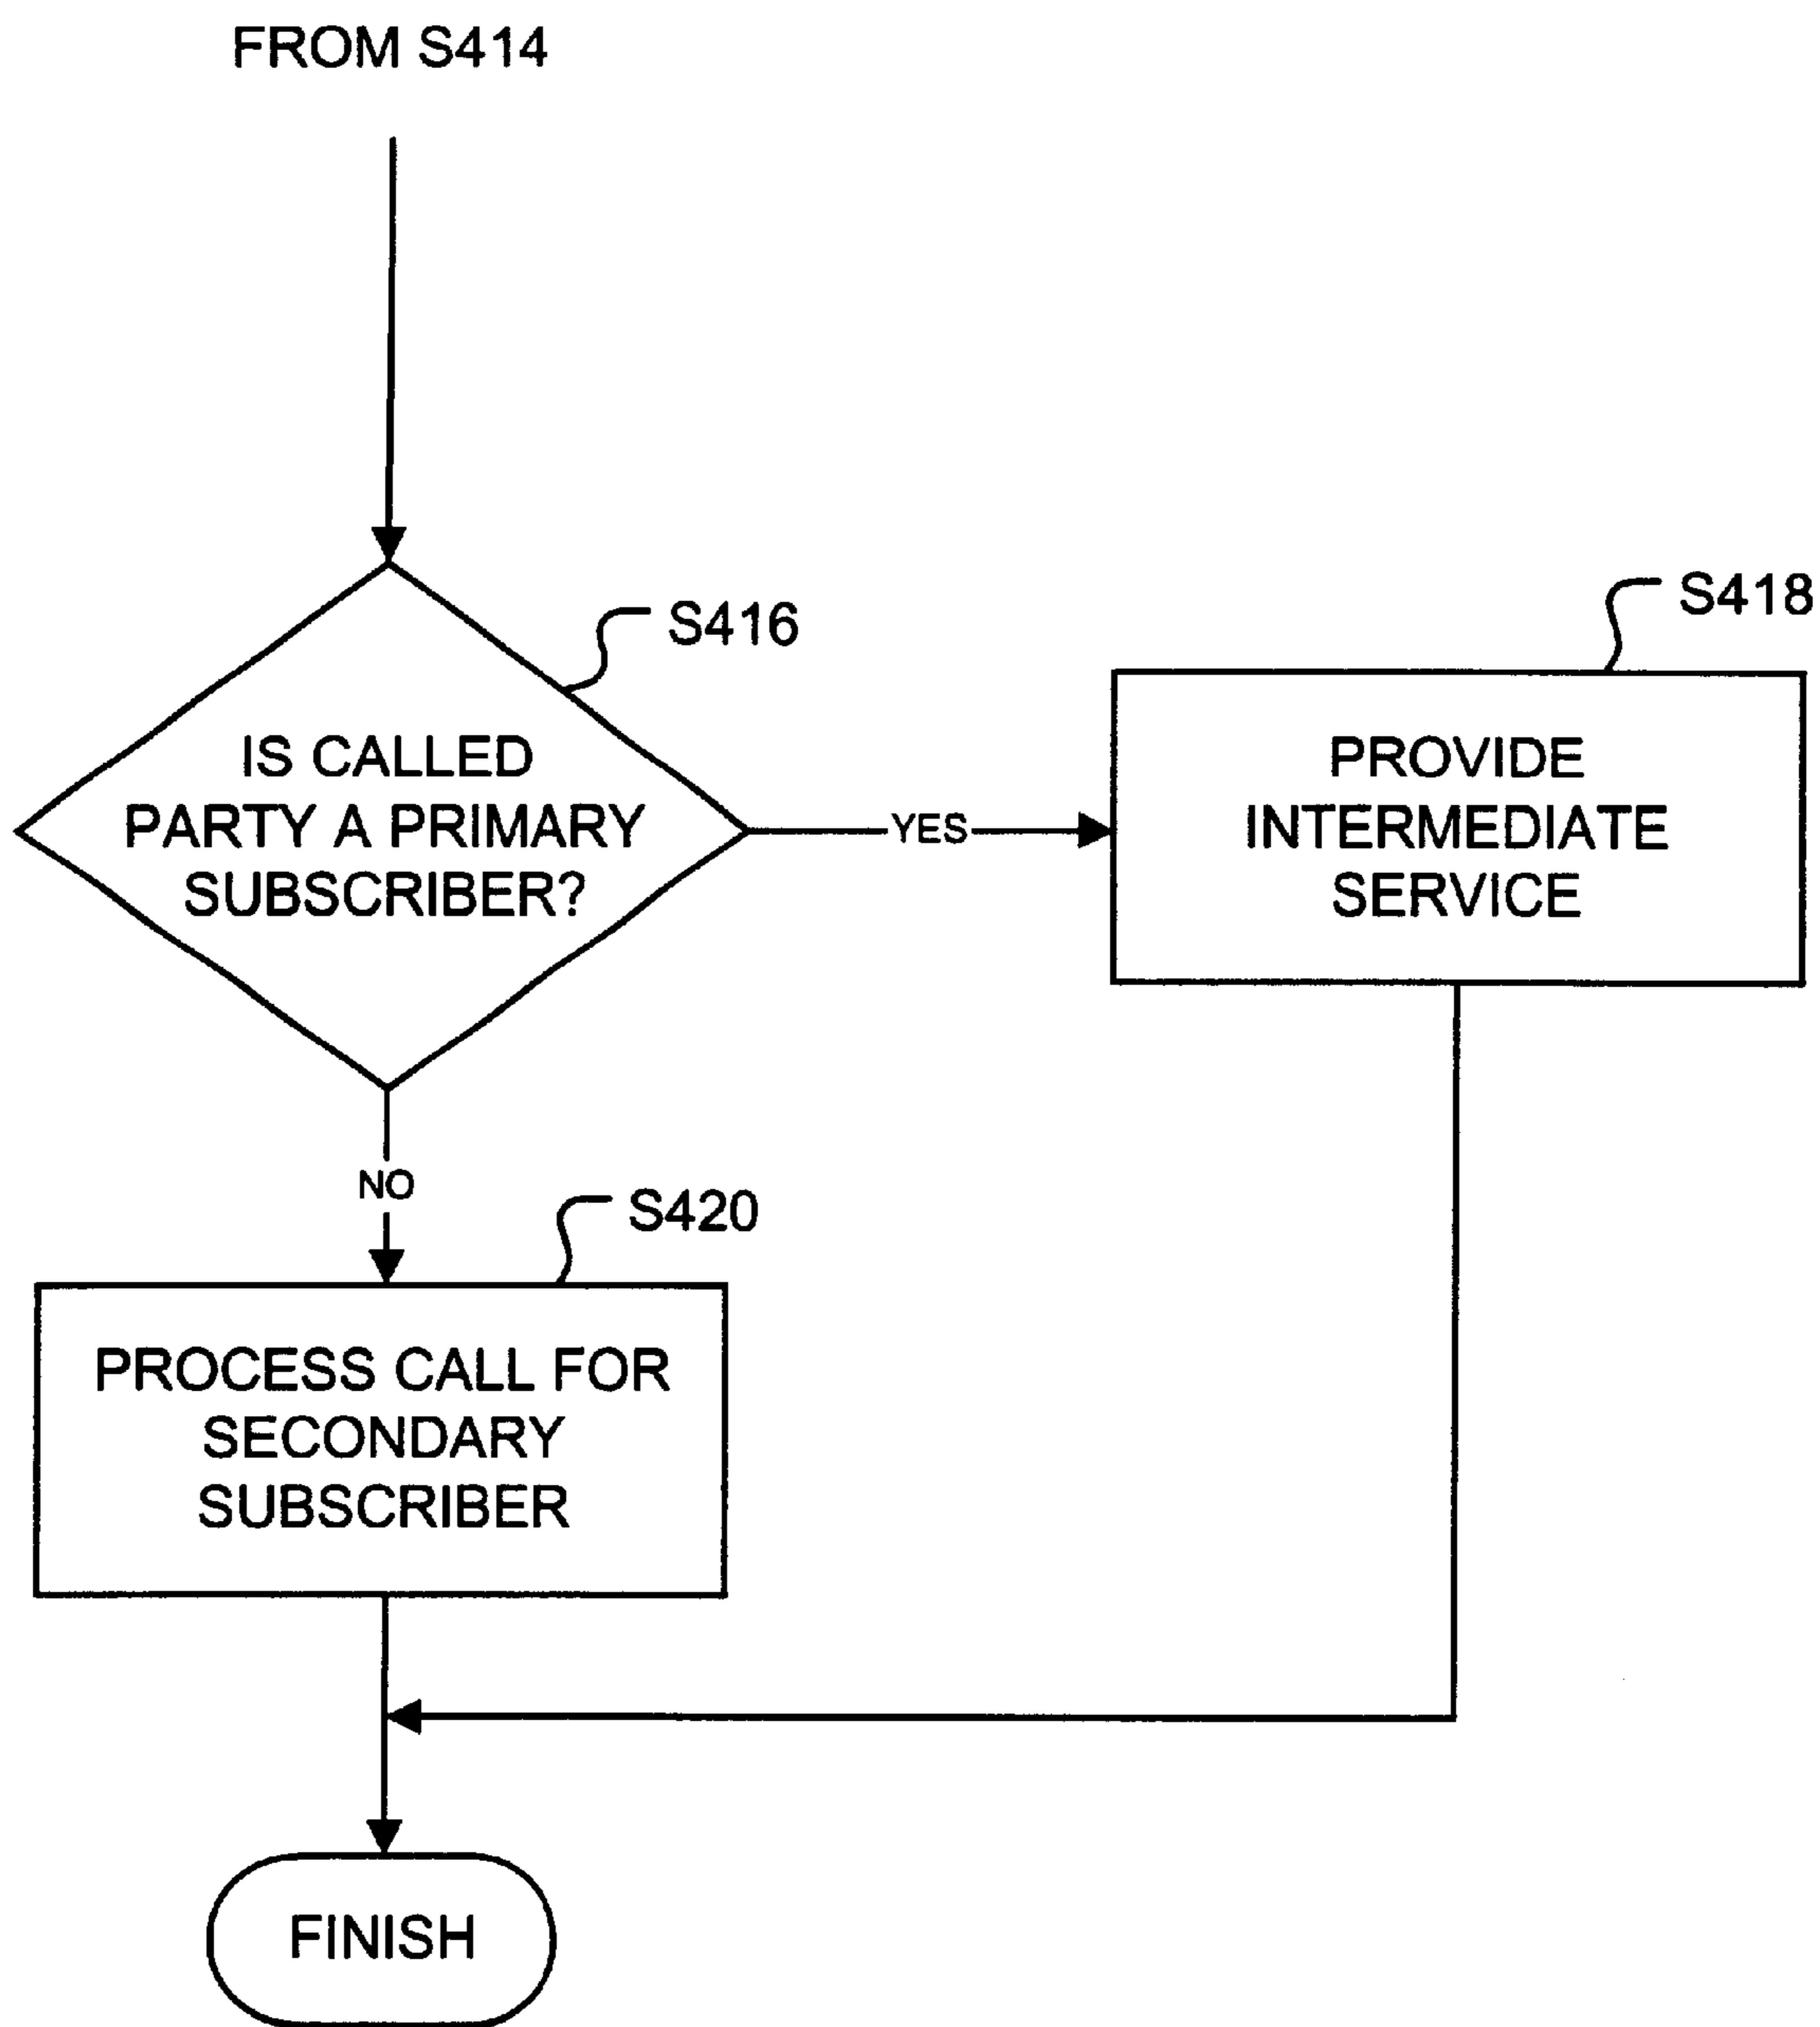 FROM S414
S416
IS CALLED
PARTY A PRIMARY
SUBSCRIBER?
YES
S418
PROVIDE
INTERMEDIATE
SERVICE
NO
S420
PROCESS CALL FOR
SECONDARY
SUBSCRIBER
FINISH